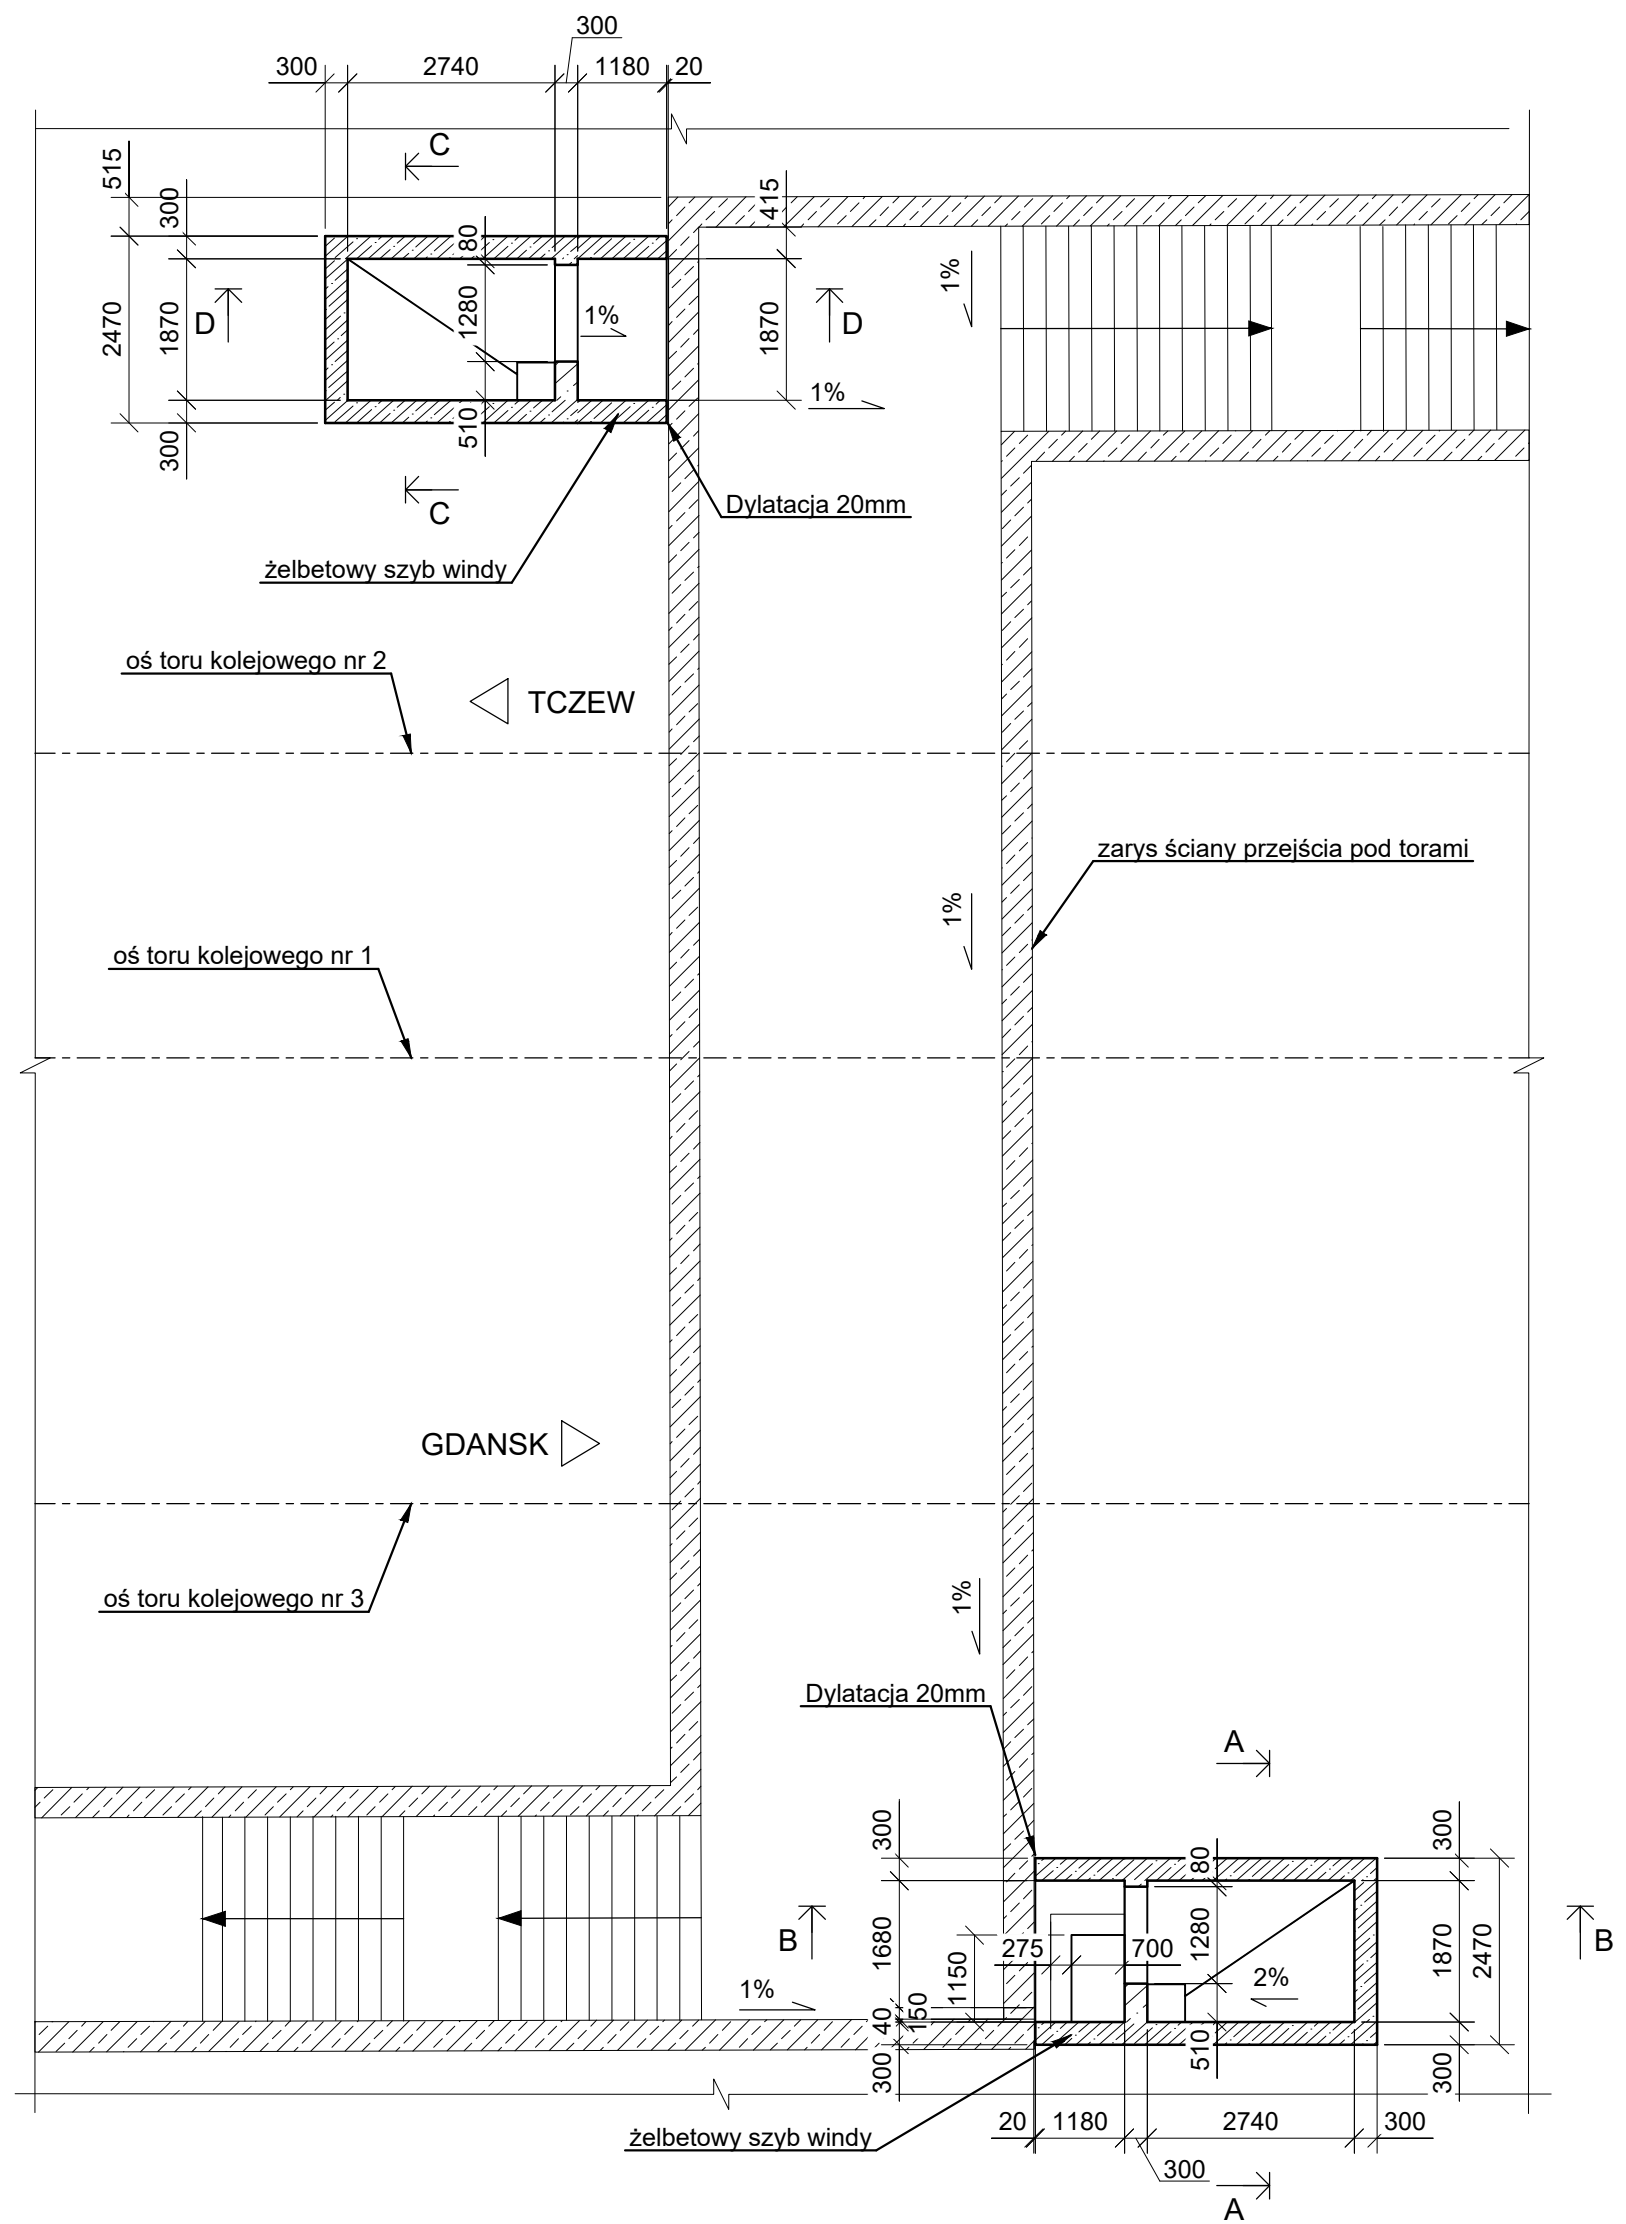 300
300 2740 1180 20
C
515
300
415
80
1%
2470
1870
D
1280
1%
1870
D
1%
300
510
C
Dylatacja 20mm
żelbetowy szyb windy
oś toru kolejowego nr 2
TCZEW
zarys ściany przejścia pod torami
1%
oś toru kolejowego nr 1
GDANSK
oś toru kolejowego nr 3
1%
Dylatacja 20mm
A
300
80
300
B
1680
275
700
1280
1870
2470
B
1150
1%
2%
40
150
300
510
300
20 1180 2740 300
żelbetowy szyb windy
300
A